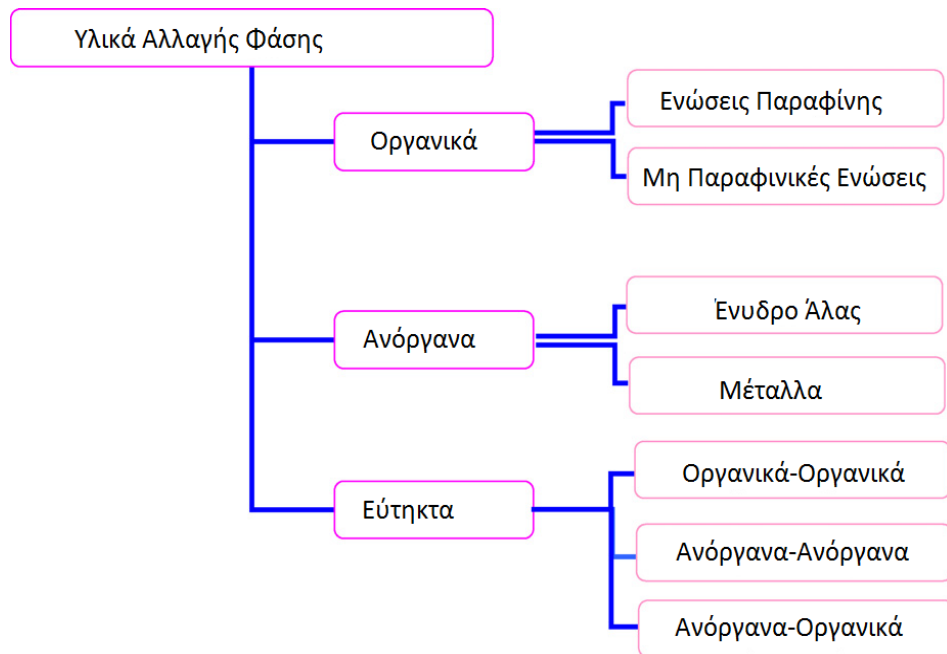 Υλικά Αλλαγής Φάσης
Οργανικά
Ενώσεις Παραφίνης
Μη Παραφινικές Ενώσεις
Ανόργανα
Ένυδρο Άλας
Μέταλλα
Εύτηκτα
Οργανικά-Οργανικά
Ανόργανα-Ανόργανα
Ανόργανα-Οργανικά